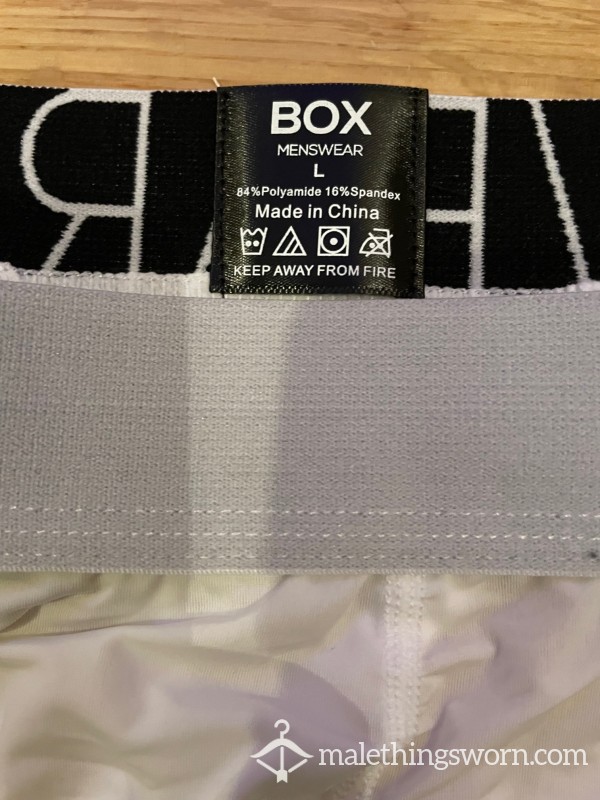 BOX
MENSWEAR
L
84%Polyamide 16%Spandex
Made in China
KEEP AWAY FROM FIRE
malethingsworn.com